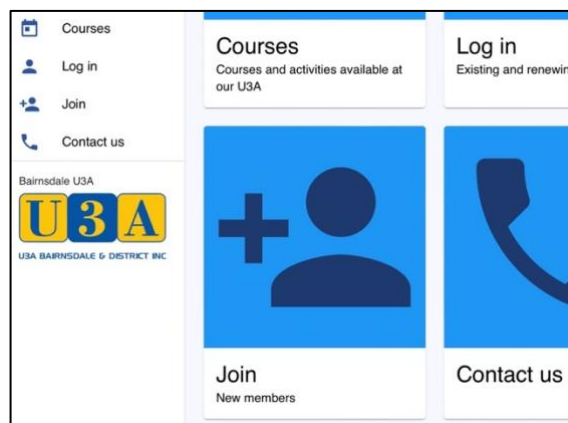 Courses
Log in
Join
Contact us
Bairnsdale U3A
U3A
U3A BAIRNSDALE & DISTRICT INC
Courses
Courses and activities available at
our U3A
Log in
Existing and renewin
Join
New members
Contact us